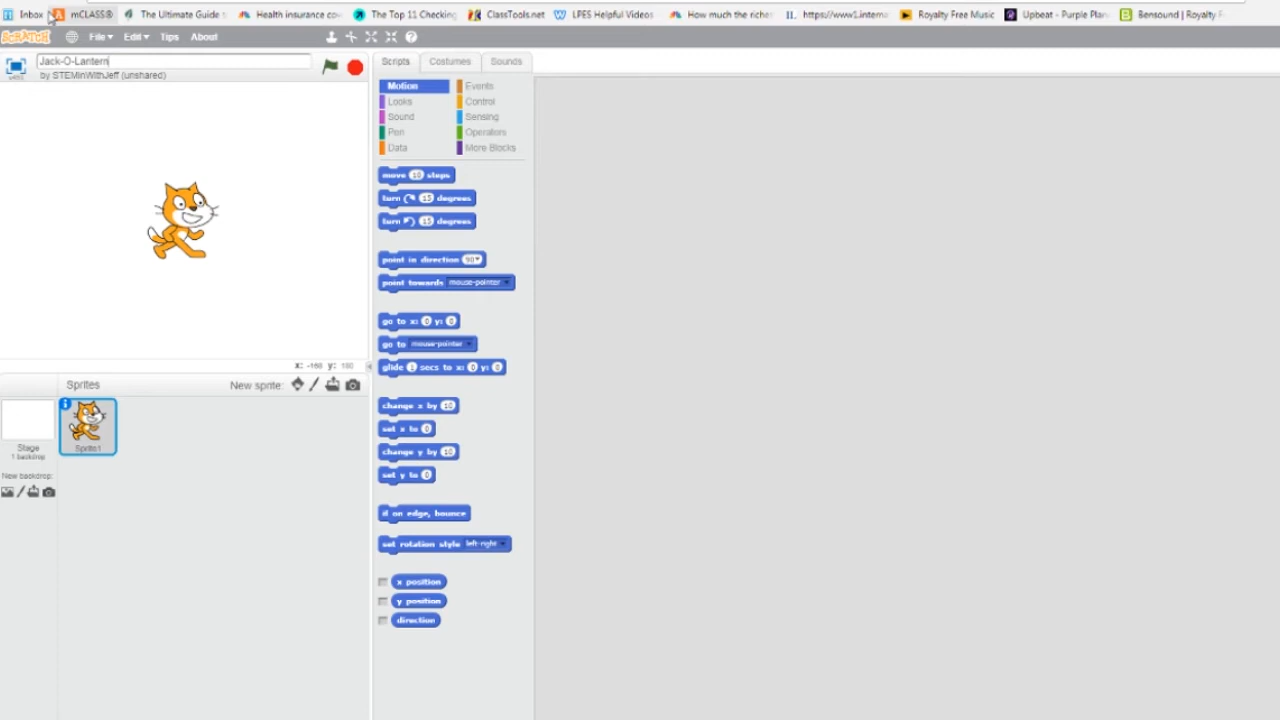 Inbox mCLASS® The Ultimate Guide Health insurance co The Top 11 Checking ClassTools.net LPES Helpful Videos How much the riches https://www1.interna Royalty Free Music Upbeat - Purple Plan Bensound | Royalty F
SCRATCH File Edit Tips About
Jack-O-Lantern
by STEMinWithJeff (unshared)
Scripts Costumes Sounds
Motion Events
Looks Control
Sound Sensing
Pen Operators
Data More Blocks
move 10 steps
turn 15 degrees
turn 15 degrees
point in direction 90
point towards mouse-pointer
go to x: 0 y: 0
go to mouse-pointer
glide 1 secs to x: 0 y: 0
change x by 10
set x to 0
change y by 10
set y to 0
if on edge, bounce
set rotation style left-right
x position
y position
direction
x: -160 y: 180
Sprites New sprite:
Sprite1
Stage
1 backdrop
New backdrop: